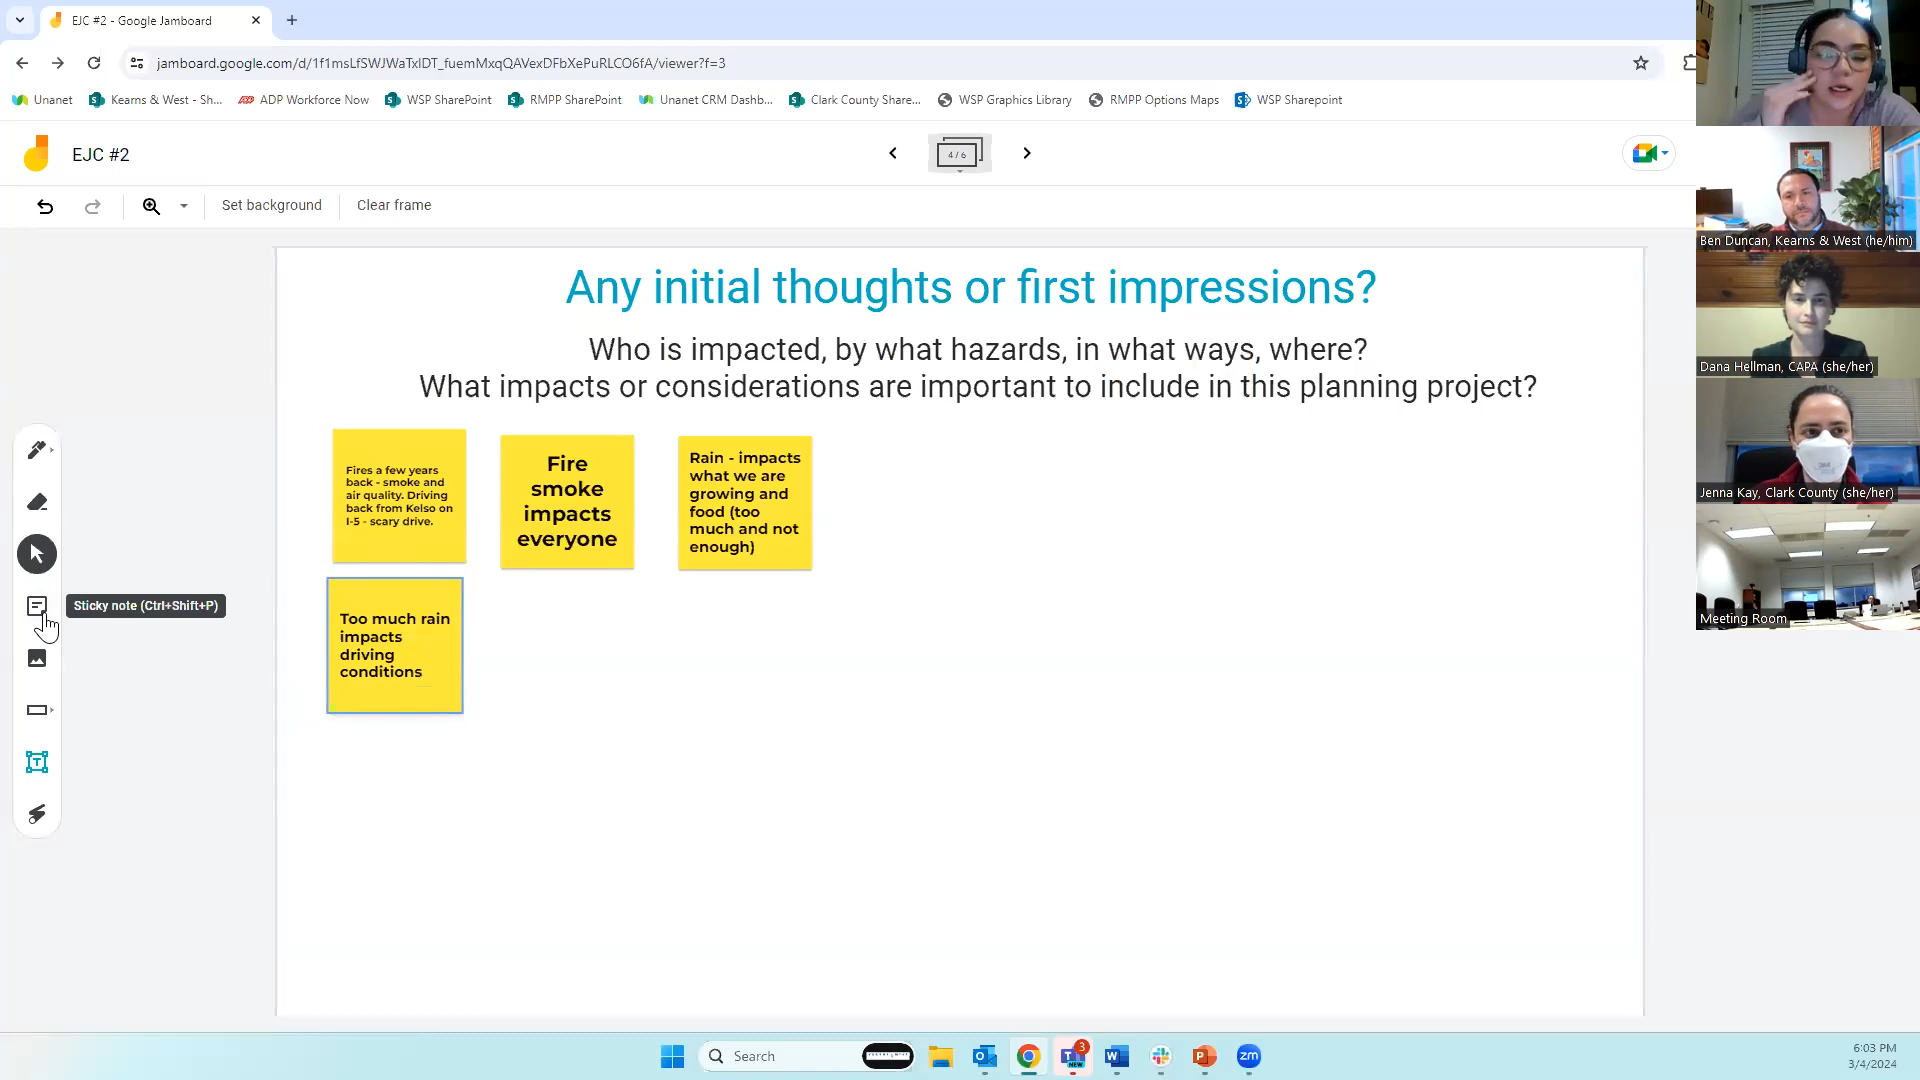 EJC #2 - Google Jamboard
jamboard.google.com/d/1f1msLfSWJWaTxlDT_fuemMxqQAVexDFbXePuRLCO6fA/viewer?f=3
Unanet
Kearns & West - Sh...
ADP Workforce Now
WSP SharePoint
RMPP SharePoint
Unanet CRM Dashb...
Clark County Share...
WSP Graphics Library
RMPP Options Maps
WSP Sharepoint
EJC #2
4 / 6
Set background
Clear frame
Any initial thoughts or first impressions?
Who is impacted, by what hazards, in what ways, where?
What impacts or considerations are important to include in this planning project?
Fires a few years
back - smoke and
air quality. Driving
back from Kelso on
I-5 - scary drive.
Fire
smoke
impacts
everyone
Rain - impacts
what we are
growing and
food (too
much and not
enough)
Too much rain
impacts
driving
conditions
Sticky note (Ctrl+Shift+P)
Ben Duncan, Kearns & West (he/him)
Dana Hellman, CAPA (she/her)
Jenna Kay, Clark County (she/her)
Meeting Room
Search
3
NEW
zm
6:03 PM
3/4/2024